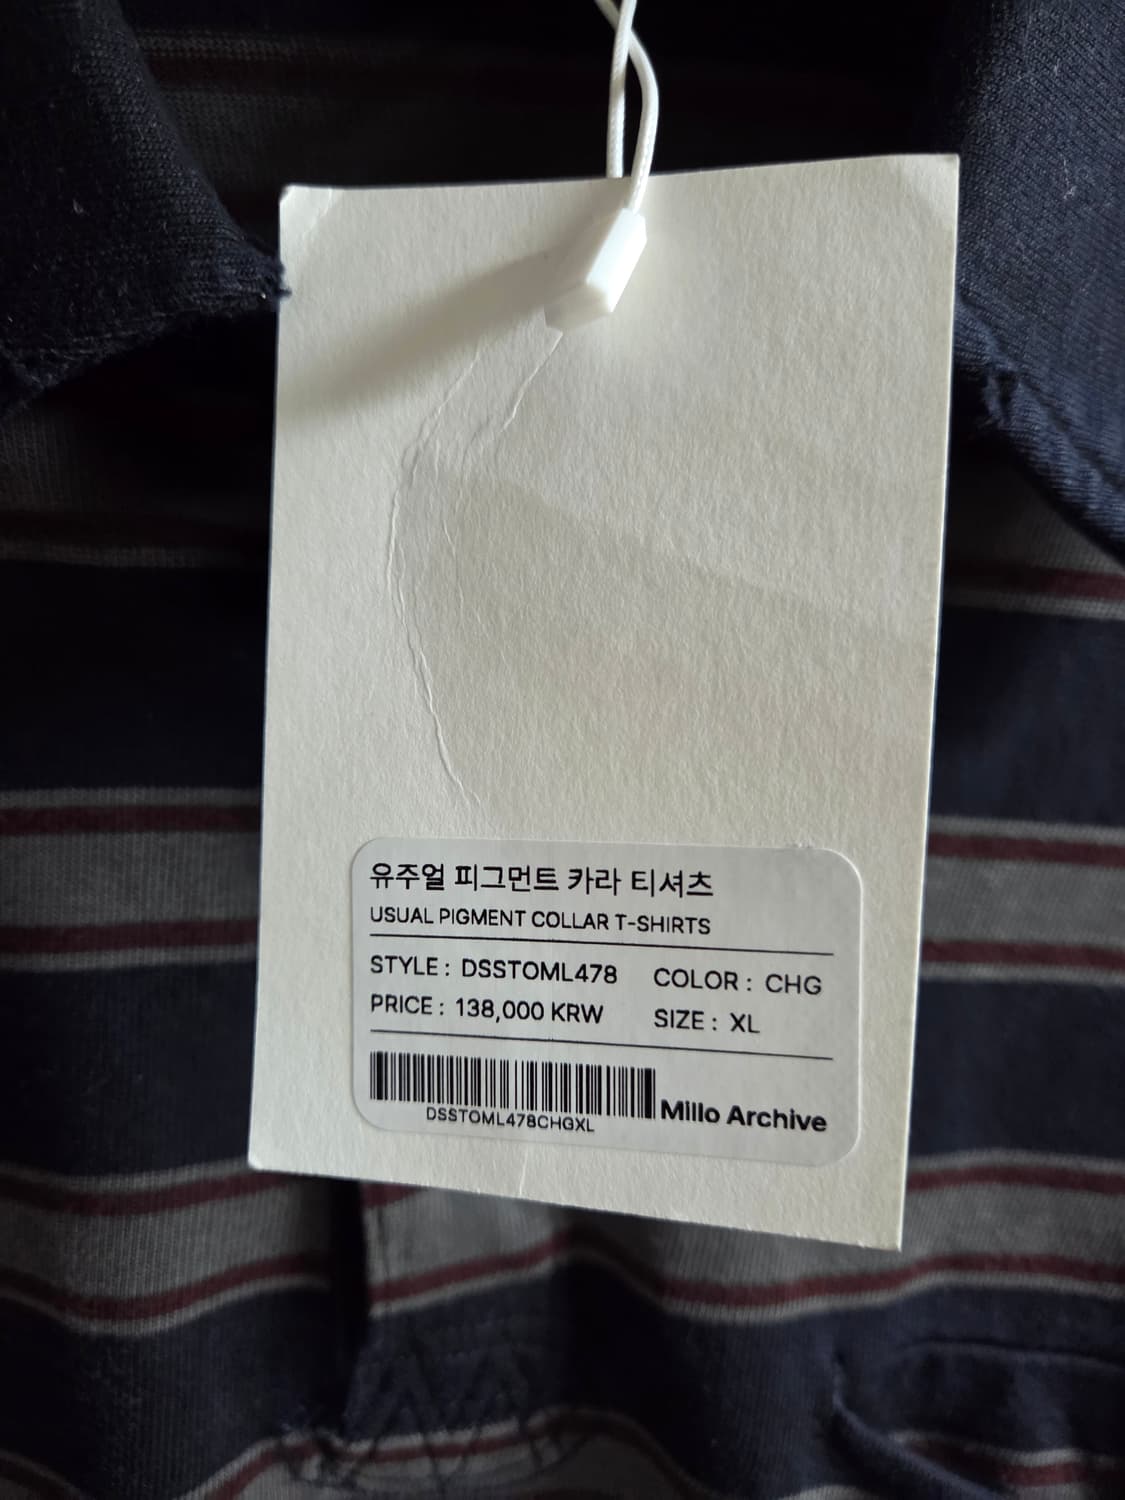 유주얼 피그먼트 카라 티셔츠
USUAL PIGMENT COLLAR T-SHIRTS
STYLE : DSSTOML478 COLOR : CHG
PRICE : 138,000 KRW SIZE : XL
DSSTOML478CHGXL
Millo Archive